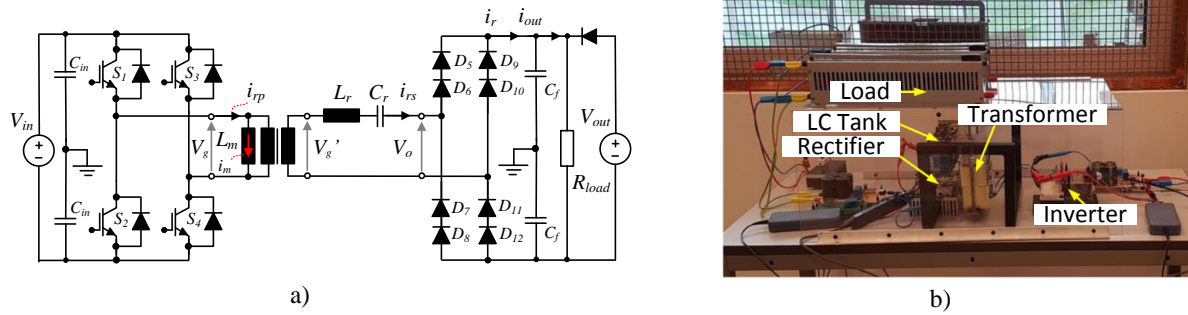 i_r
i_out
C_in
S_1
S_3
D_5
D_9
C_f
i_rp
D_6
D_10
L_r
C_r
i_rs
V_in
V_g
L_m
V_g'
V_o
V_out
i_m
R_load
C_in
S_2
S_4
D_7
D_11
C_f
D_8
D_12
a)
Load
LC Tank
Transformer
Rectifier
Inverter
b)